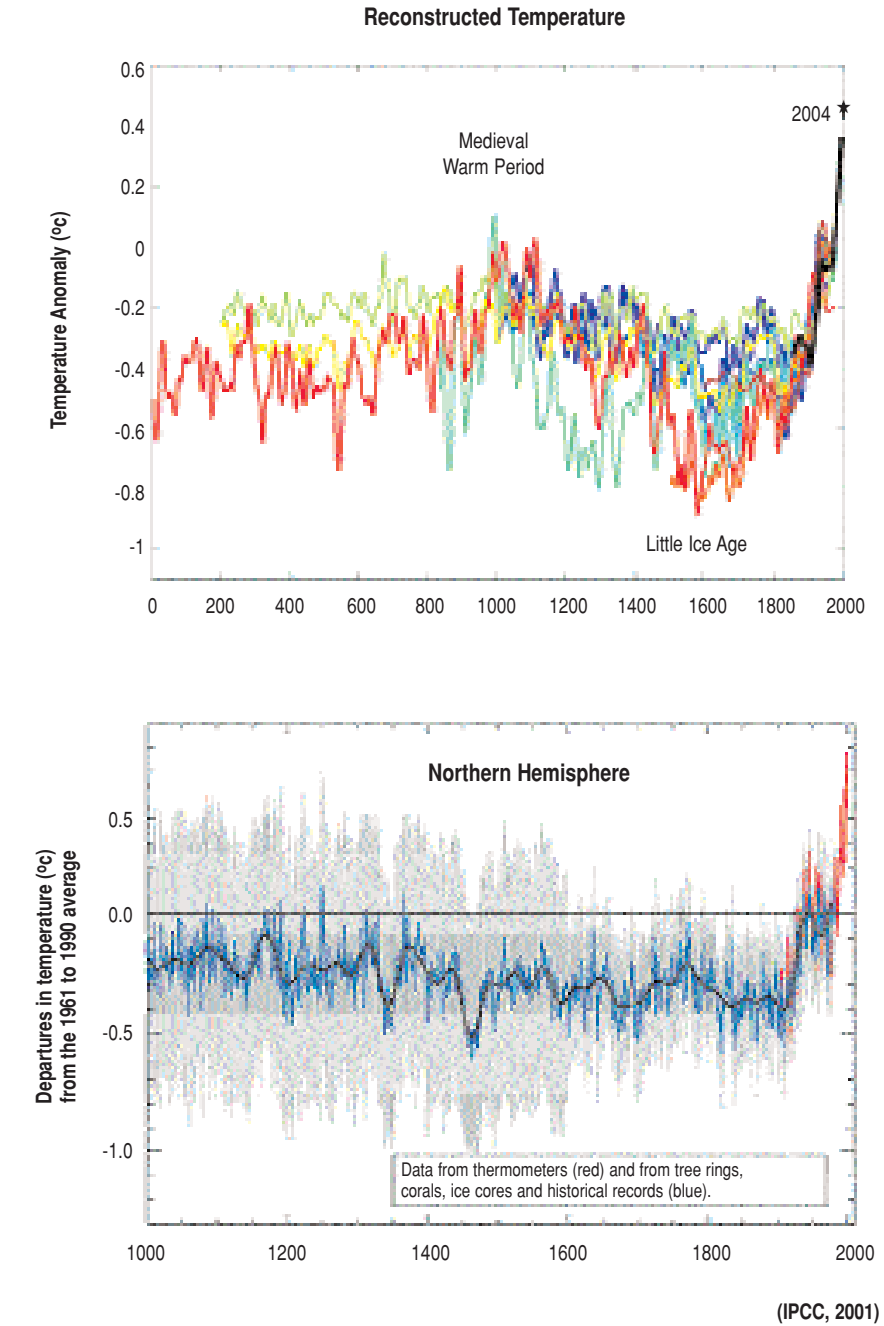 Reconstructed Temperature
0.6
0.4
0.2
0
-0.2
-0.4
-0.6
-0.8
-1
Temperature Anomaly (ºc)
Medieval
Warm Period
2004
Little Ice Age
0 200 400 600 800 1000 1200 1400 1600 1800 2000
Northern Hemisphere
0.5
0.0
-0.5
-1.0
Departures in temperature (ºc)
from the 1961 to 1990 average
Data from thermometers (red) and from tree rings,
corals, ice cores and historical records (blue).
1000 1200 1400 1600 1800 2000
(IPCC, 2001)